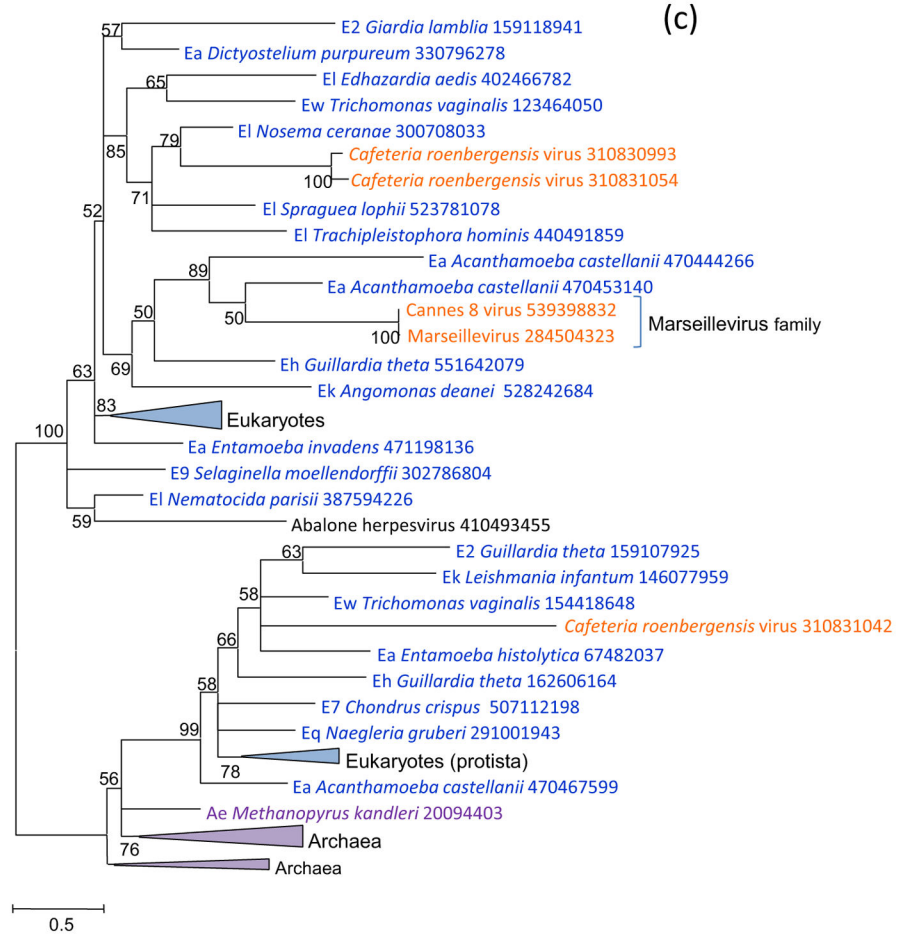 (c)
57
E2 Giardia lamblia 159118941
Ea Dictyostelium purpureum 330796278
65
El Edhazardia aedis 402466782
Ew Trichomonas vaginalis 123464050
85
79
El Nosema ceranae 300708033
Cafeteria roenbergensis virus 310830993
100
Cafeteria roenbergensis virus 310831054
71
52
El Spraguea lophii 523781078
El Trachipleistophora hominis 440491859
89
Ea Acanthamoeba castellanii 470444266
Ea Acanthamoeba castellanii 470453140
50
50
Cannes 8 virus 539398832
100
Marseillevirus 284504323
Marseillevirus family
Eh Guillardia theta 551642079
69
63
Ek Angomonas deanei 528242684
83
Eukaryotes
100
Ea Entamoeba invadens 471198136
E9 Selaginella moellendorffii 302786804
El Nematocida parisii 387594226
59
Abalone herpesvirus 410493455
63
E2 Guillardia theta 159107925
Ek Leishmania infantum 146077959
58
Ew Trichomonas vaginalis 154418648
Cafeteria roenbergensis virus 310831042
66
Ea Entamoeba histolytica 67482037
58
Eh Guillardia theta 162606164
E7 Chondrus crispus 507112198
99
Eq Naegleria gruberi 291001943
78
Eukaryotes (protista)
56
Ea Acanthamoeba castellanii 470467599
Ae Methanopyrus kandleri 20094403
76
Archaea
Archaea
0.5